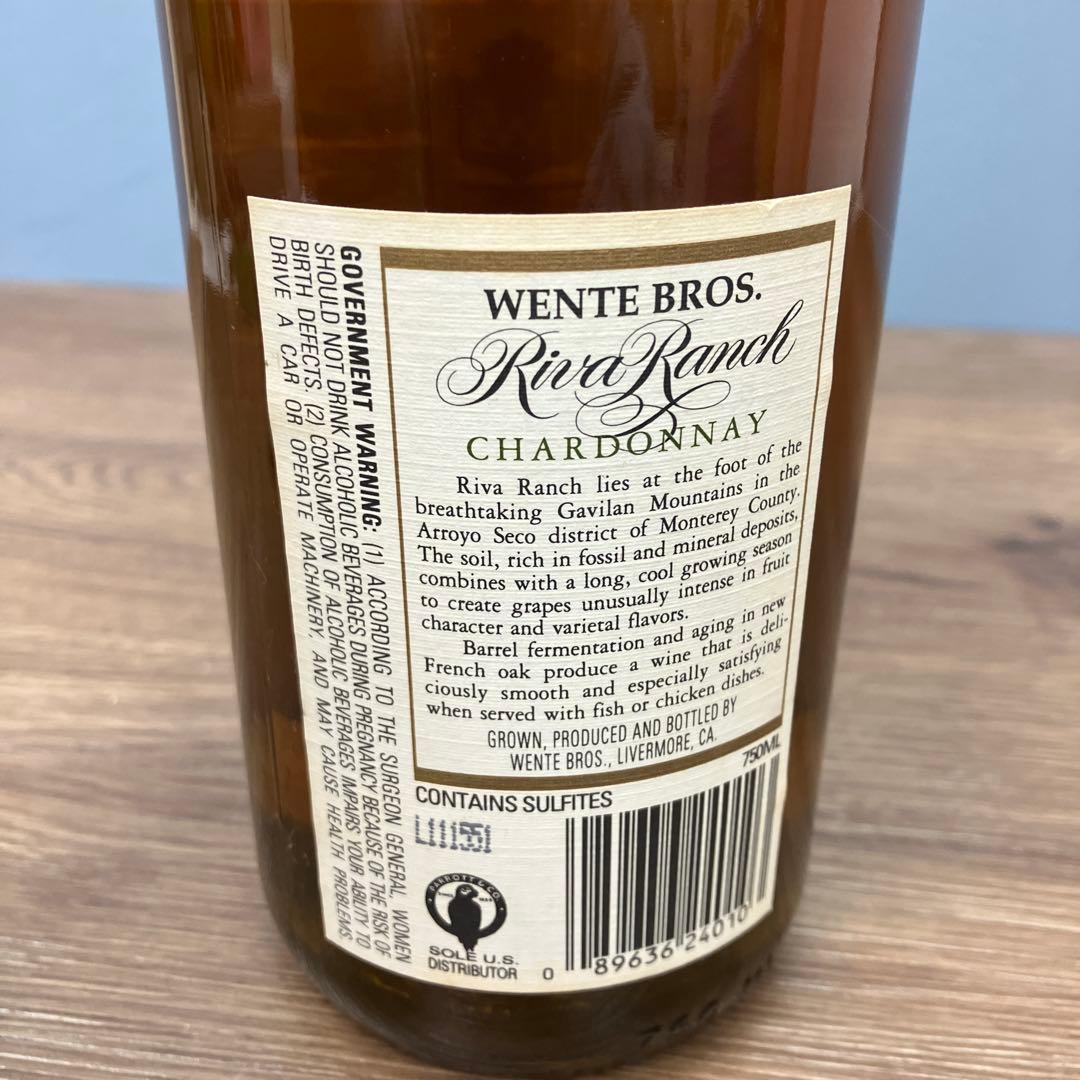 WENTE BROS.
Riva Ranch
CHARDONNAY
Riva Ranch lies at the foot of the
breathtaking Gavilan Mountains in the
Arroyo Seco district of Monterey County.
The soil, rich in fossil and mineral deposits,
combines with a long, cool growing season
to create grapes unusually intense in fruit
character and varietal flavors.
Barrel fermentation and aging in new
French oak produce a wine that is deli-
ciously smooth and especially satisfying
when served with fish or chicken dishes.
GROWN, PRODUCED AND BOTTLED BY
WENTE BROS., LIVERMORE, CA.
GOVERNMENT WARNING: (1) ACCORDING TO THE SURGEON GENERAL, WOMEN
SHOULD NOT DRINK ALCOHOLIC BEVERAGES DURING PREGNANCY BECAUSE OF THE RISK OF
BIRTH DEFECTS. (2) CONSUMPTION OF ALCOHOLIC BEVERAGES IMPAIRS YOUR ABILITY TO
DRIVE A CAR OR OPERATE MACHINERY, AND MAY CAUSE HEALTH PROBLEMS.
CONTAINS SULFITES
750ML
PARROTT & CO.
SOLE U.S.
DISTRIBUTOR
0 89636 24010